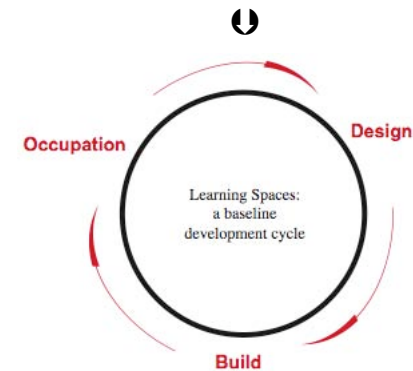 Occupation
Design
Learning Spaces:
a baseline
development cycle
Build